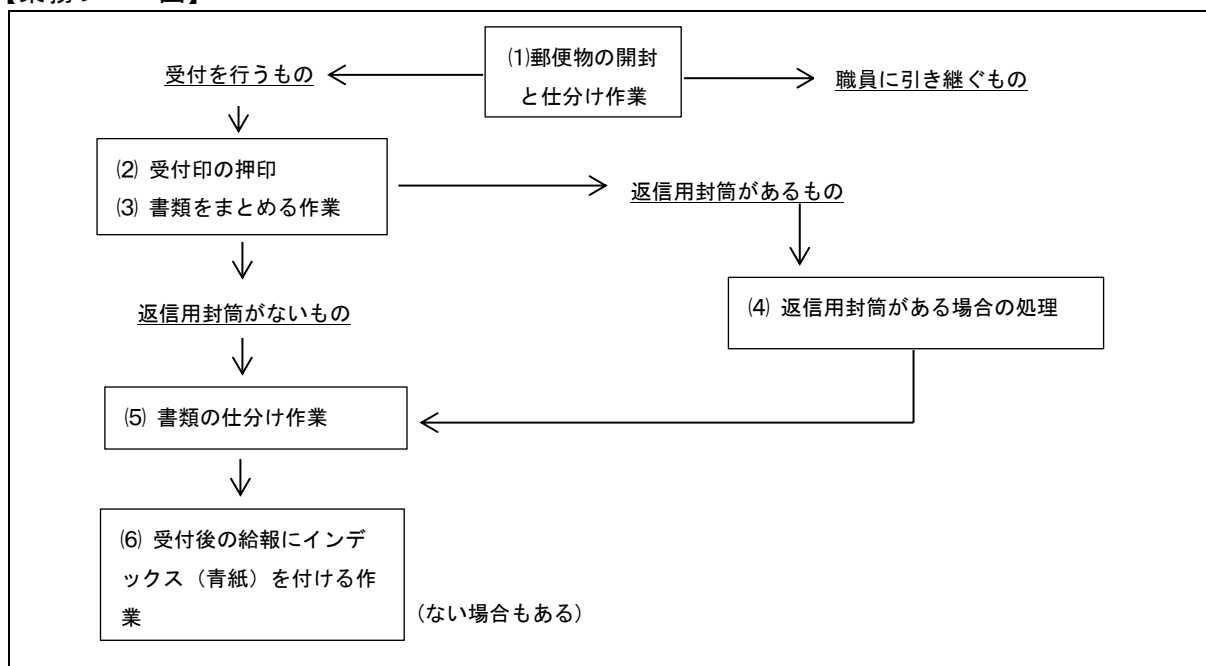 ⑴郵便物の開封
と仕分け作業
受付を行うもの
職員に引き継ぐもの
⑵ 受付印の押印
⑶ 書類をまとめる作業
返信用封筒があるもの
返信用封筒がないもの
⑷ 返信用封筒がある場合の処理
⑸ 書類の仕分け作業
⑹ 受付後の給報にインデ
ックス（青紙）を付ける作
業
（ない場合もある）